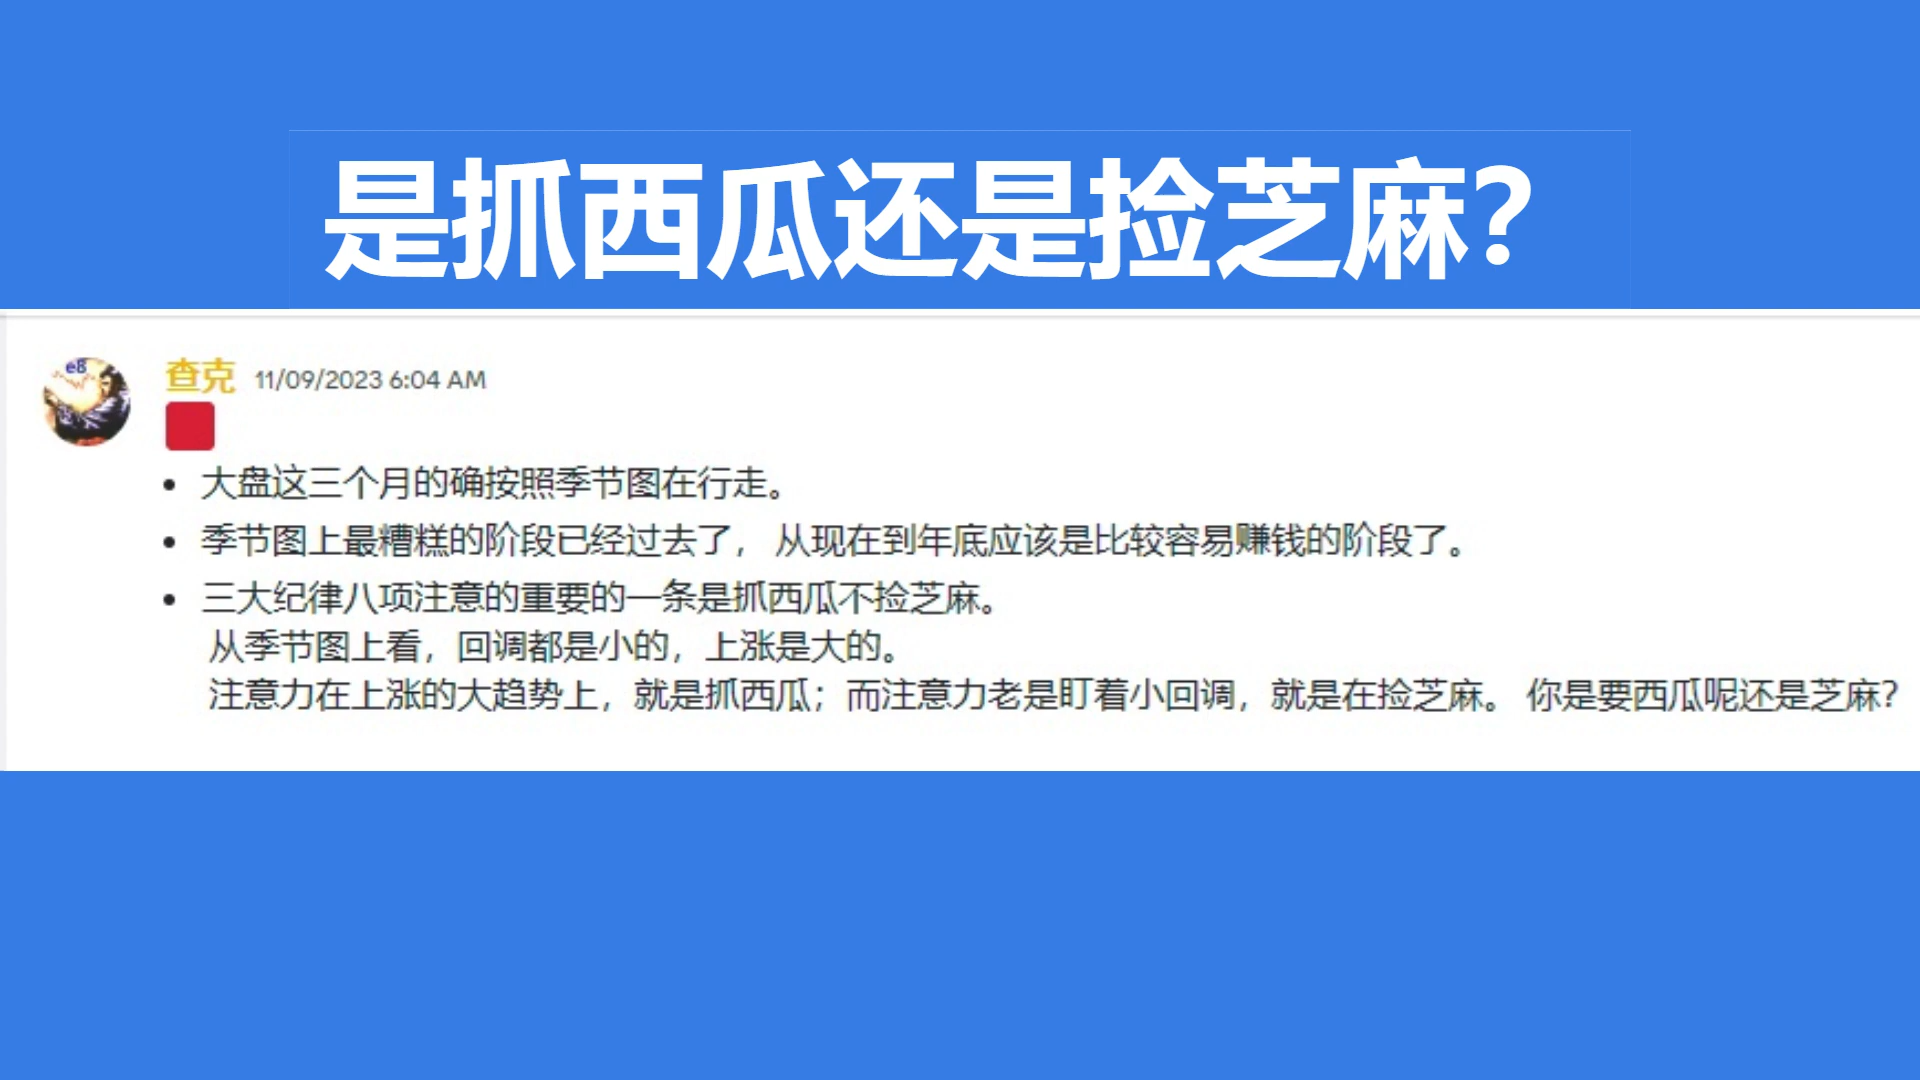 是抓西瓜还是捡芝麻?
e8
查克 11/09/2023 6:04 AM
• 大盘这三个月的确按照季节图在行走。
• 季节图上最糟糕的阶段已经过去了， 从现在到年底应该是比较容易赚钱的阶段了。
• 三大纪律八项注意的重要的一条是抓西瓜不捡芝麻。
从季节图上看，回调都是小的，上涨是大的。
注意力在上涨的大趋势上，就是抓西瓜；而注意力老是盯着小回调，就是在捡芝麻。 你是要西瓜呢还是芝麻?